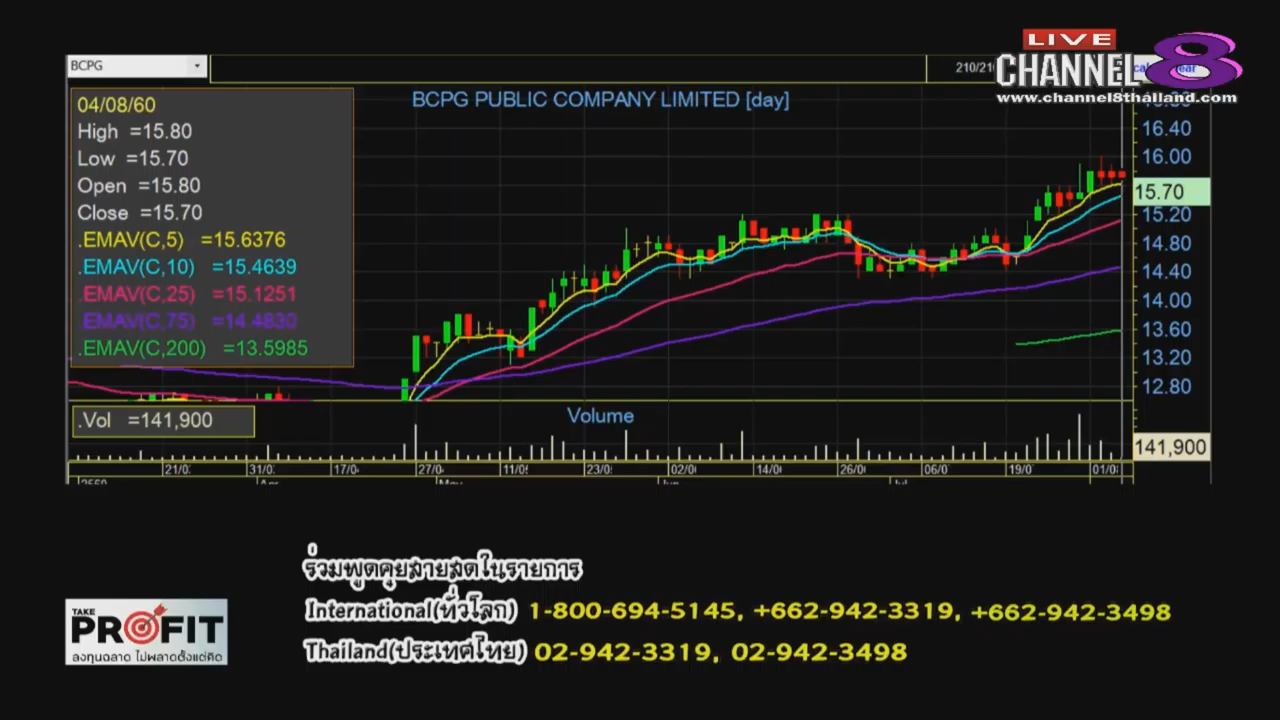 LIVE
CHANNEL 8
www.channel8thailand.com
BCPG
210/210
BCPG PUBLIC COMPANY LIMITED [day]
04/08/60
High =15.80
Low =15.70
Open =15.80
Close =15.70
.EMAV(C,5) =15.6376
.EMAV(C,10) =15.4639
.EMAV(C,25) =15.1251
.EMAV(C,75) =14.4830
.EMAV(C,200) =13.5985
16.40
16.00
15.70
15.20
14.80
14.40
14.00
13.60
13.20
12.80
.Vol =141,900
Volume
141,900
21/0 31/0 17/0 27/0 11/0 23/0 02/0 14/0 26/0 06/0 19/0 01/0
2560 Apr May Jun Jul
ร่วมพูดคุยสายสดในรายการ
International(ทั่วโลก) 1-800-694-5145, +662-942-3319, +662-942-3498
Thailand(ประเทศไทย) 02-942-3319, 02-942-3498
TAKE
PROFIT
ลงทุนฉลาด ไม่พลาดตั้งแต่คิด